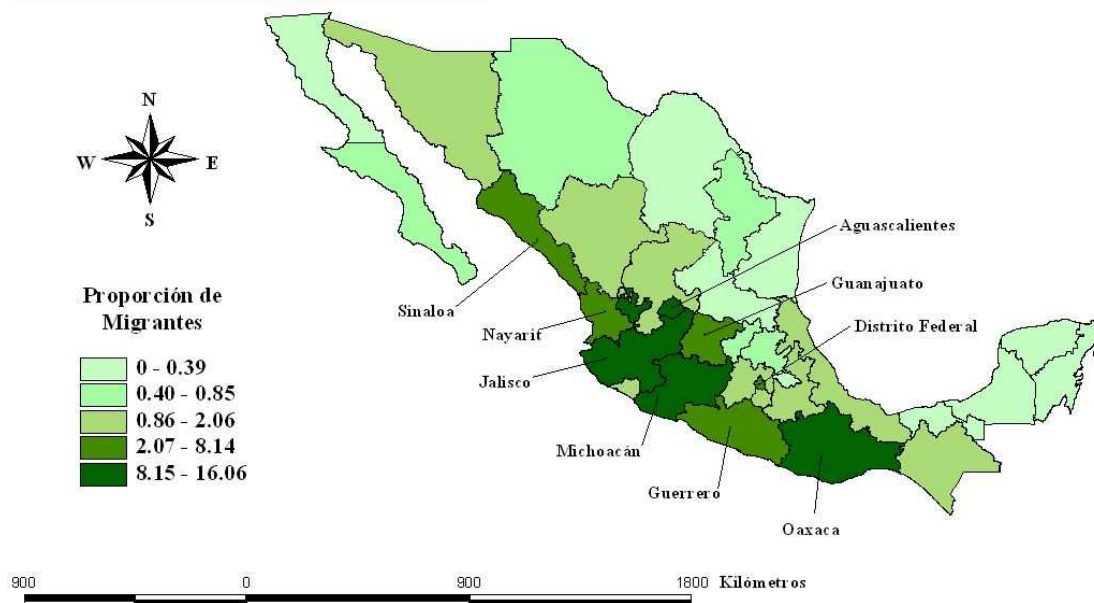 N
W E
S
Aguascalientes
Guanajuato
Sinaloa
Distrito Federal
Nayarit
Jalisco
Michoacán
Guerrero
Oaxaca
Proporción de
Migrantes
0 - 0.39
0.40 - 0.85
0.86 - 2.06
2.07 - 8.14
8.15 - 16.06
900 0 900 1800 Kilómetros